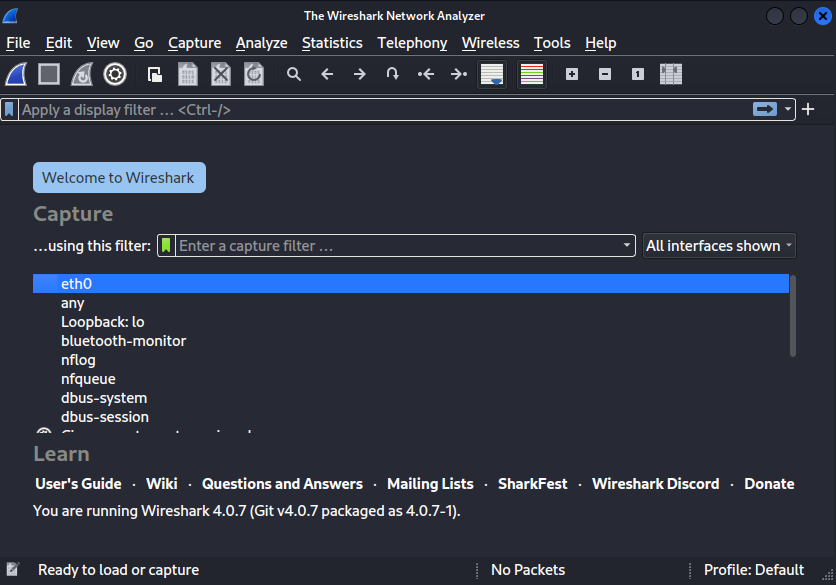 The Wireshark Network Analyzer
File Edit View Go Capture Analyze Statistics Telephony Wireless Tools Help
Apply a display filter … <Ctrl-/>
Welcome to Wireshark
Capture
…using this filter: Enter a capture filter … All interfaces shown
eth0
any
Loopback: lo
bluetooth-monitor
nflog
nfqueue
dbus-system
dbus-session
Learn
User's Guide · Wiki · Questions and Answers · Mailing Lists · SharkFest · Wireshark Discord · Donate
You are running Wireshark 4.0.7 (Git v4.0.7 packaged as 4.0.7-1).
Ready to load or capture No Packets Profile: Default